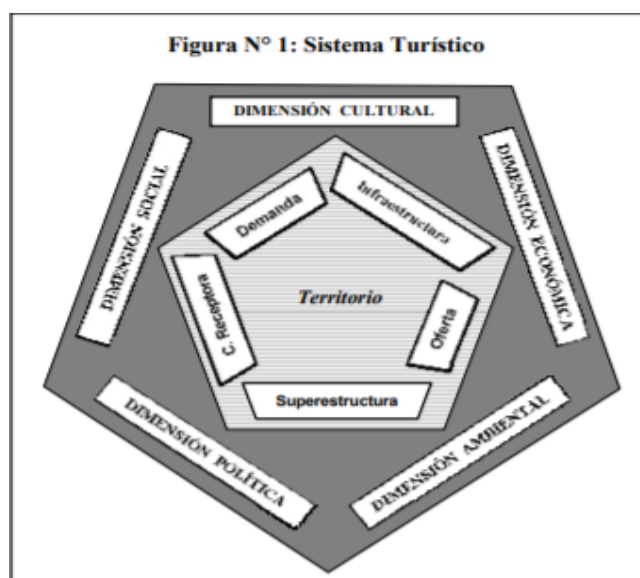 Figura N° 1: Sistema Turístico
DIMENSIÓN CULTURAL
DIMENSIÓN SOCIAL
DIMENSIÓN ECONÓMICA
Demanda
Infraestructura
C. Receptora
Territorio
Oferta
Superestructura
DIMENSIÓN POLÍTICA
DIMENSIÓN AMBIENTAL